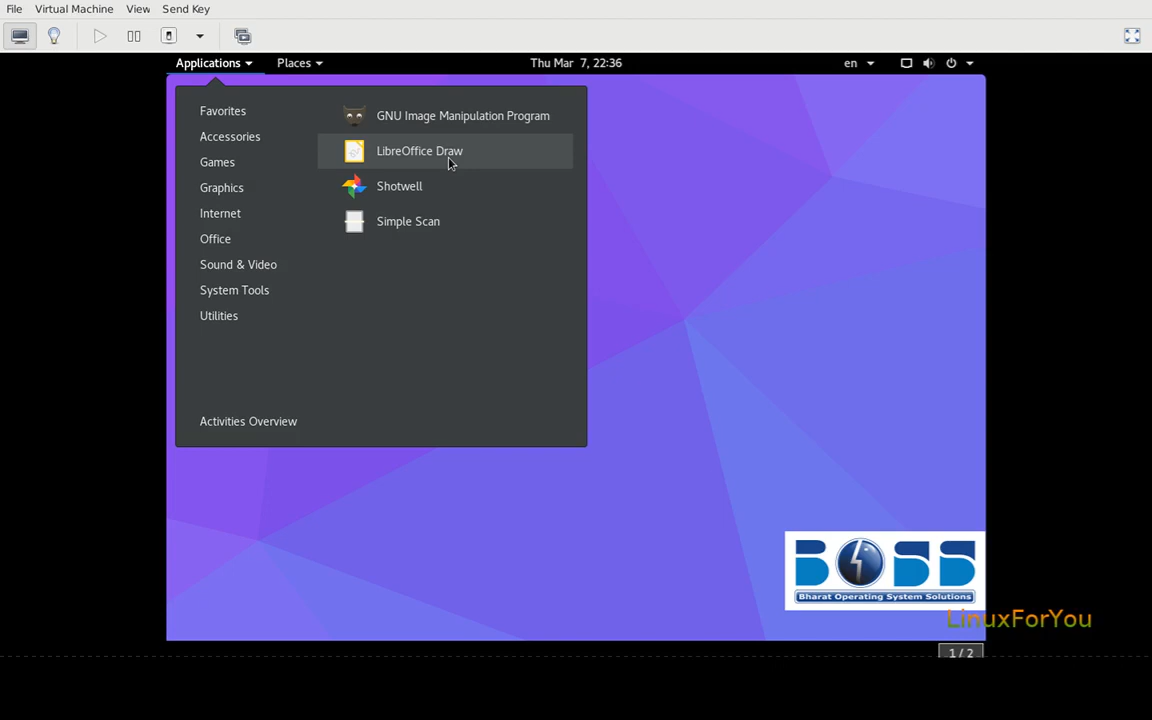 File Virtual Machine View Send Key
Applications Places Thu Mar 7, 22:36 en
Favorites
Accessories
Games
Graphics
Internet
Office
Sound & Video
System Tools
Utilities
Activities Overview
GNU Image Manipulation Program
LibreOffice Draw
Shotwell
Simple Scan
BOSS
Bharat Operating System Solutions
LinuxForYou
1 / 2